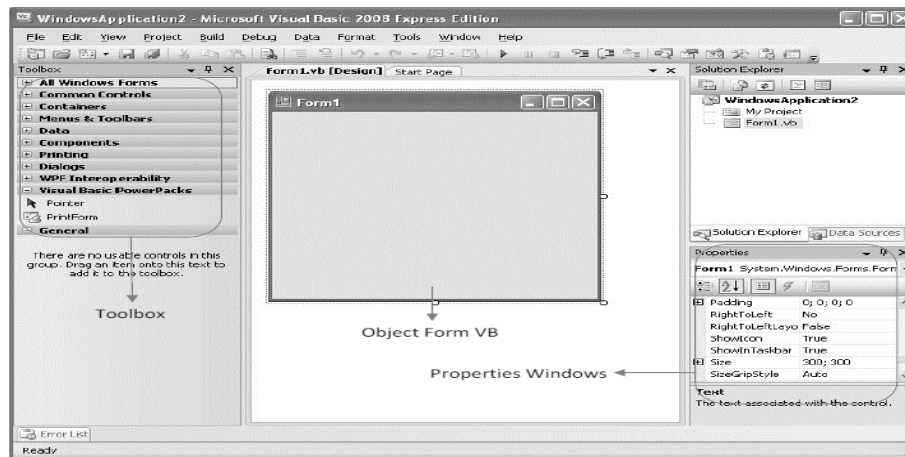 WindowsApplication2 - Microsoft Visual Basic 2008 Express Edition
File Edit View Project Build Debug Data Format Tools Window Help
Toolbox
All Windows Forms
Common Controls
Containers
Menus & Toolbars
Data
Components
Printing
Dialogs
WPF Interoperability
Visual Basic PowerPacks
Pointer
PrintForm
General
There are no usable controls in this
group. Drag an item onto this text to
add it to the toolbox.
Toolbox
Form1.vb [Design] Start Page
Form1
Object Form VB
Properties Windows
Solution Explorer
WindowsApplication2
My Project
Form1.vb
Solution Explorer Data Sources
Properties
Form1 System.Windows.Forms.Form
Padding 0; 0; 0; 0
RightToLeft No
RightToLeftLayo False
ShowIcon True
ShowInTaskbar True
Size 300; 300
SizeGripStyle Auto
Text
The text associated with the control.
Error List
Ready